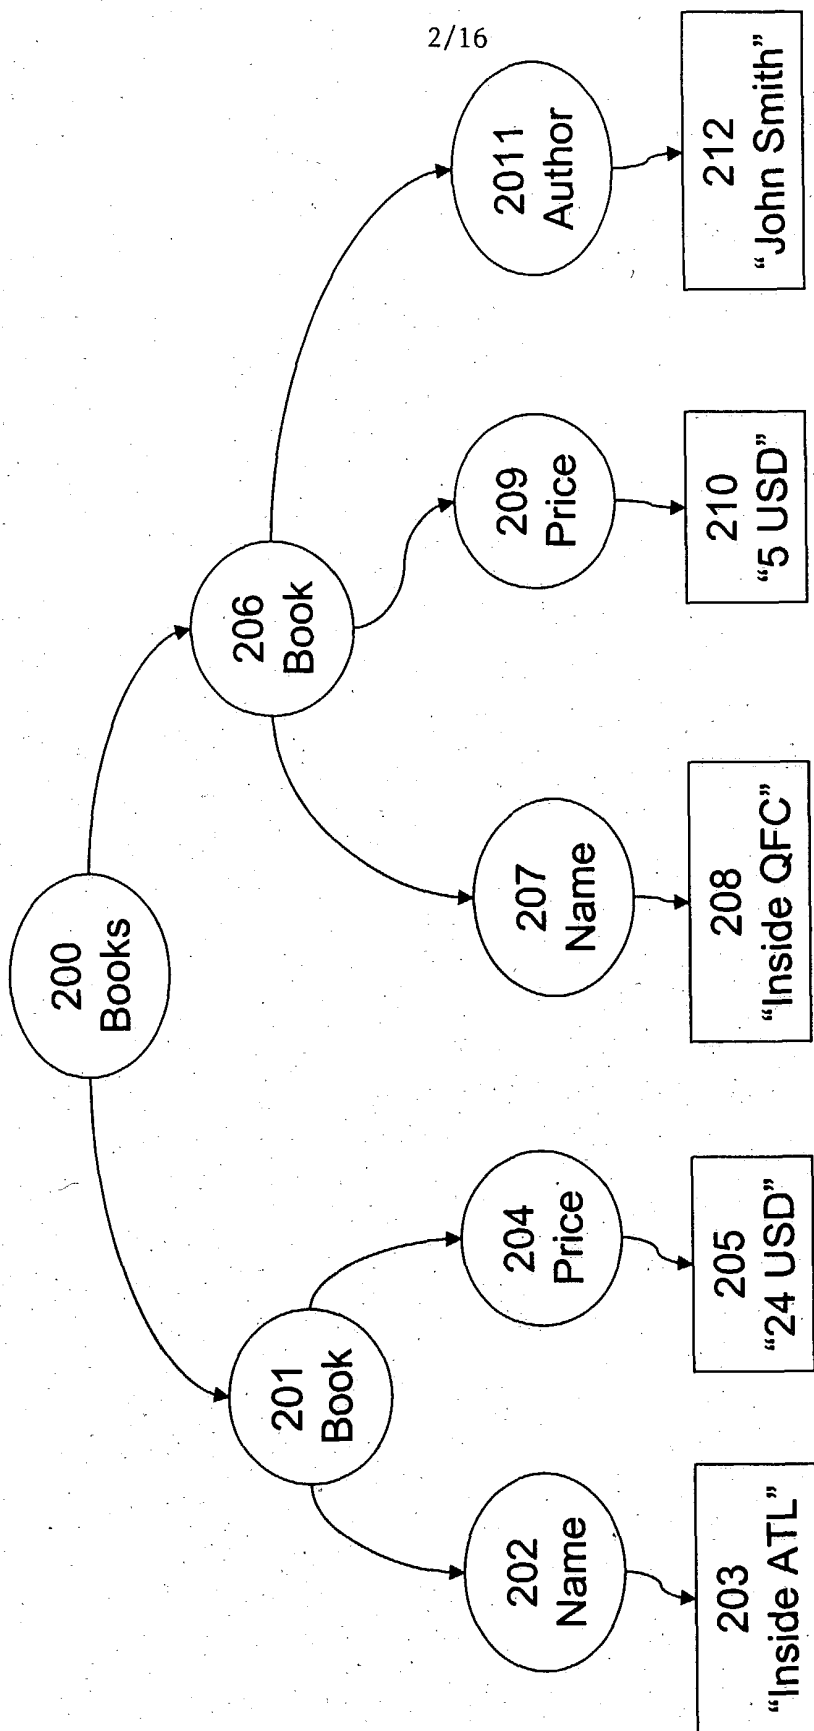 2/16
200
Books
201
Book
206
Book
202
Name
204
Price
207
Name
209
Price
2011
Author
203
“Inside ATL”
205
“24 USD”
208
“Inside QFC”
210
“5 USD”
212
“John Smith”